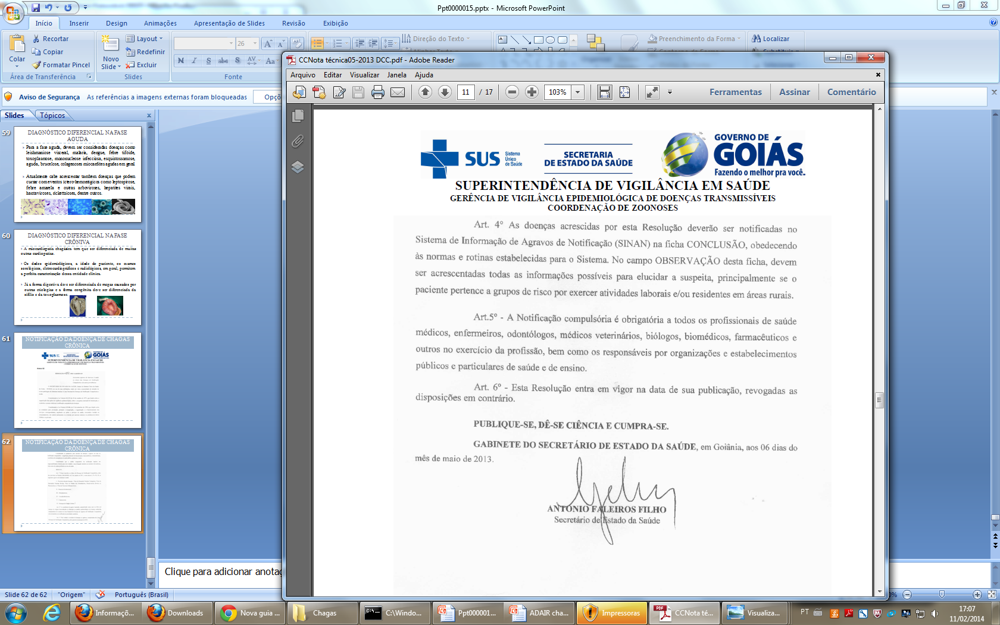 Ppt0000015.pptx - Microsoft PowerPoint
Início Inserir Design Animações Apresentação de Slides Revisão Exibição
Colar
Recortar
Copiar
Formatar Pincel
Área de Transferência
Novo
Slide
Layout
Redefinir
Excluir
Slides
26
N I S abc S AV Aa
Fonte
Direção do Texto
Preenchimento da Forma
Localizar
Aviso de Segurança As referências a imagens externas foram bloqueadas
Slides Tópicos
59
DIAGNÓSTICO DIFERENCIAL NA FASE
AGUDA
Para a fase aguda, devem ser consideradas doenças como
leishmaniose visceral, malária, dengue, febre tifóide,
toxoplasmose, mononucleose infecciosa, esquistossomose
aguda, brucelose, colagenoses miocardites agudas em geral
Atualmente cabe acrescentar também doenças que podem
cursar com eventos íctero-hemorrágicos como leptospirose,
febre amarela e outras arboviroses, hepatites virais,
hantaviroses, rickettsioses, dentre outros.
60
DIAGNÓSTICO DIFERENCIAL NA FASE
CRÔNIVA
A miocardiopatia chagásica tem que ser diferenciada de muitas
outras cardiopatias.
Os dados epidemiológicos, a idade do paciente, os exames
sorológicos, eletrocardiográficos e radiológicos, em geral, permitem
a perfeita caracterização dessa entidade clínica.
Já a forma digestiva deve ser diferenciada de megas causados por
outras etiologias e a forma congênita deve ser diferenciada da
sífilis e da toxoplasmose.
61
NOTIFICAÇÃO DA DOENÇA DE CHAGAS
CRÔNICA
62
NOTIFICAÇÃO DA DOENÇA DE CHAGAS
CRÔNICA
CCNota técnica05-2013 DCC.pdf - Adobe Reader
Arquivo Editar Visualizar Janela Ajuda
11 / 17 103% Ferramentas Assinar Comentário
SUS Sistema
Único
de Saúde
SECRETARIA
DE ESTADO DA SAÚDE
GOVERNO DE
GOIÁS
Fazendo o melhor pra você.
SUPERINTENDÊNCIA DE VIGILÂNCIA EM SAÚDE
GERÊNCIA DE VIGILÂNCIA EPIDEMIOLÓGICA DE DOENÇAS TRANSMISSÍVEIS
COORDENAÇÃO DE ZOONOSES
Art. 4° As doenças acrescidas por esta Resolução deverão ser notificadas no
Sistema de Informação de Agravos de Notificação (SINAN) na ficha CONCLUSÃO, obedecendo
às normas e rotinas estabelecidas para o Sistema. No campo OBSERVAÇÃO desta ficha, devem
ser acrescentadas todas as informações possíveis para elucidar a suspeita, principalmente se o
paciente pertence a grupos de risco por exercer atividades laborais e/ou residentes em áreas rurais.
Art.5º - A Notificação compulsória é obrigatória a todos os profissionais de saúde
médicos, enfermeiros, odontólogos, médicos veterinários, biólogos, biomédicos, farmacêuticos e
outros no exercício da profissão, bem como os responsáveis por organizações e estabelecimentos
públicos e particulares de saúde e de ensino.
Art. 6º - Esta Resolução entra em vigor na data de sua publicação, revogadas as
disposições em contrário.
PUBLIQUE-SE, DÊ-SE CIÊNCIA E CUMPRA-SE.
GABINETE DO SECRETÁRIO DE ESTADO DA SAÚDE, em Goiânia, aos 06 dias do
mês de maio de 2013.
ANTONIO FALEIROS FILHO
Secretário de Estado da Saúde
Clique para adicionar anotaç
Slide 62 de 62 "Origem" Português (Brasil)
Informaçõ... Downloads Nova guia ... Chagas C:\Windo... Ppt000001... ADAIR cha... Impressoras CCNota té... Visualiza... PT 17:07
11/02/2014